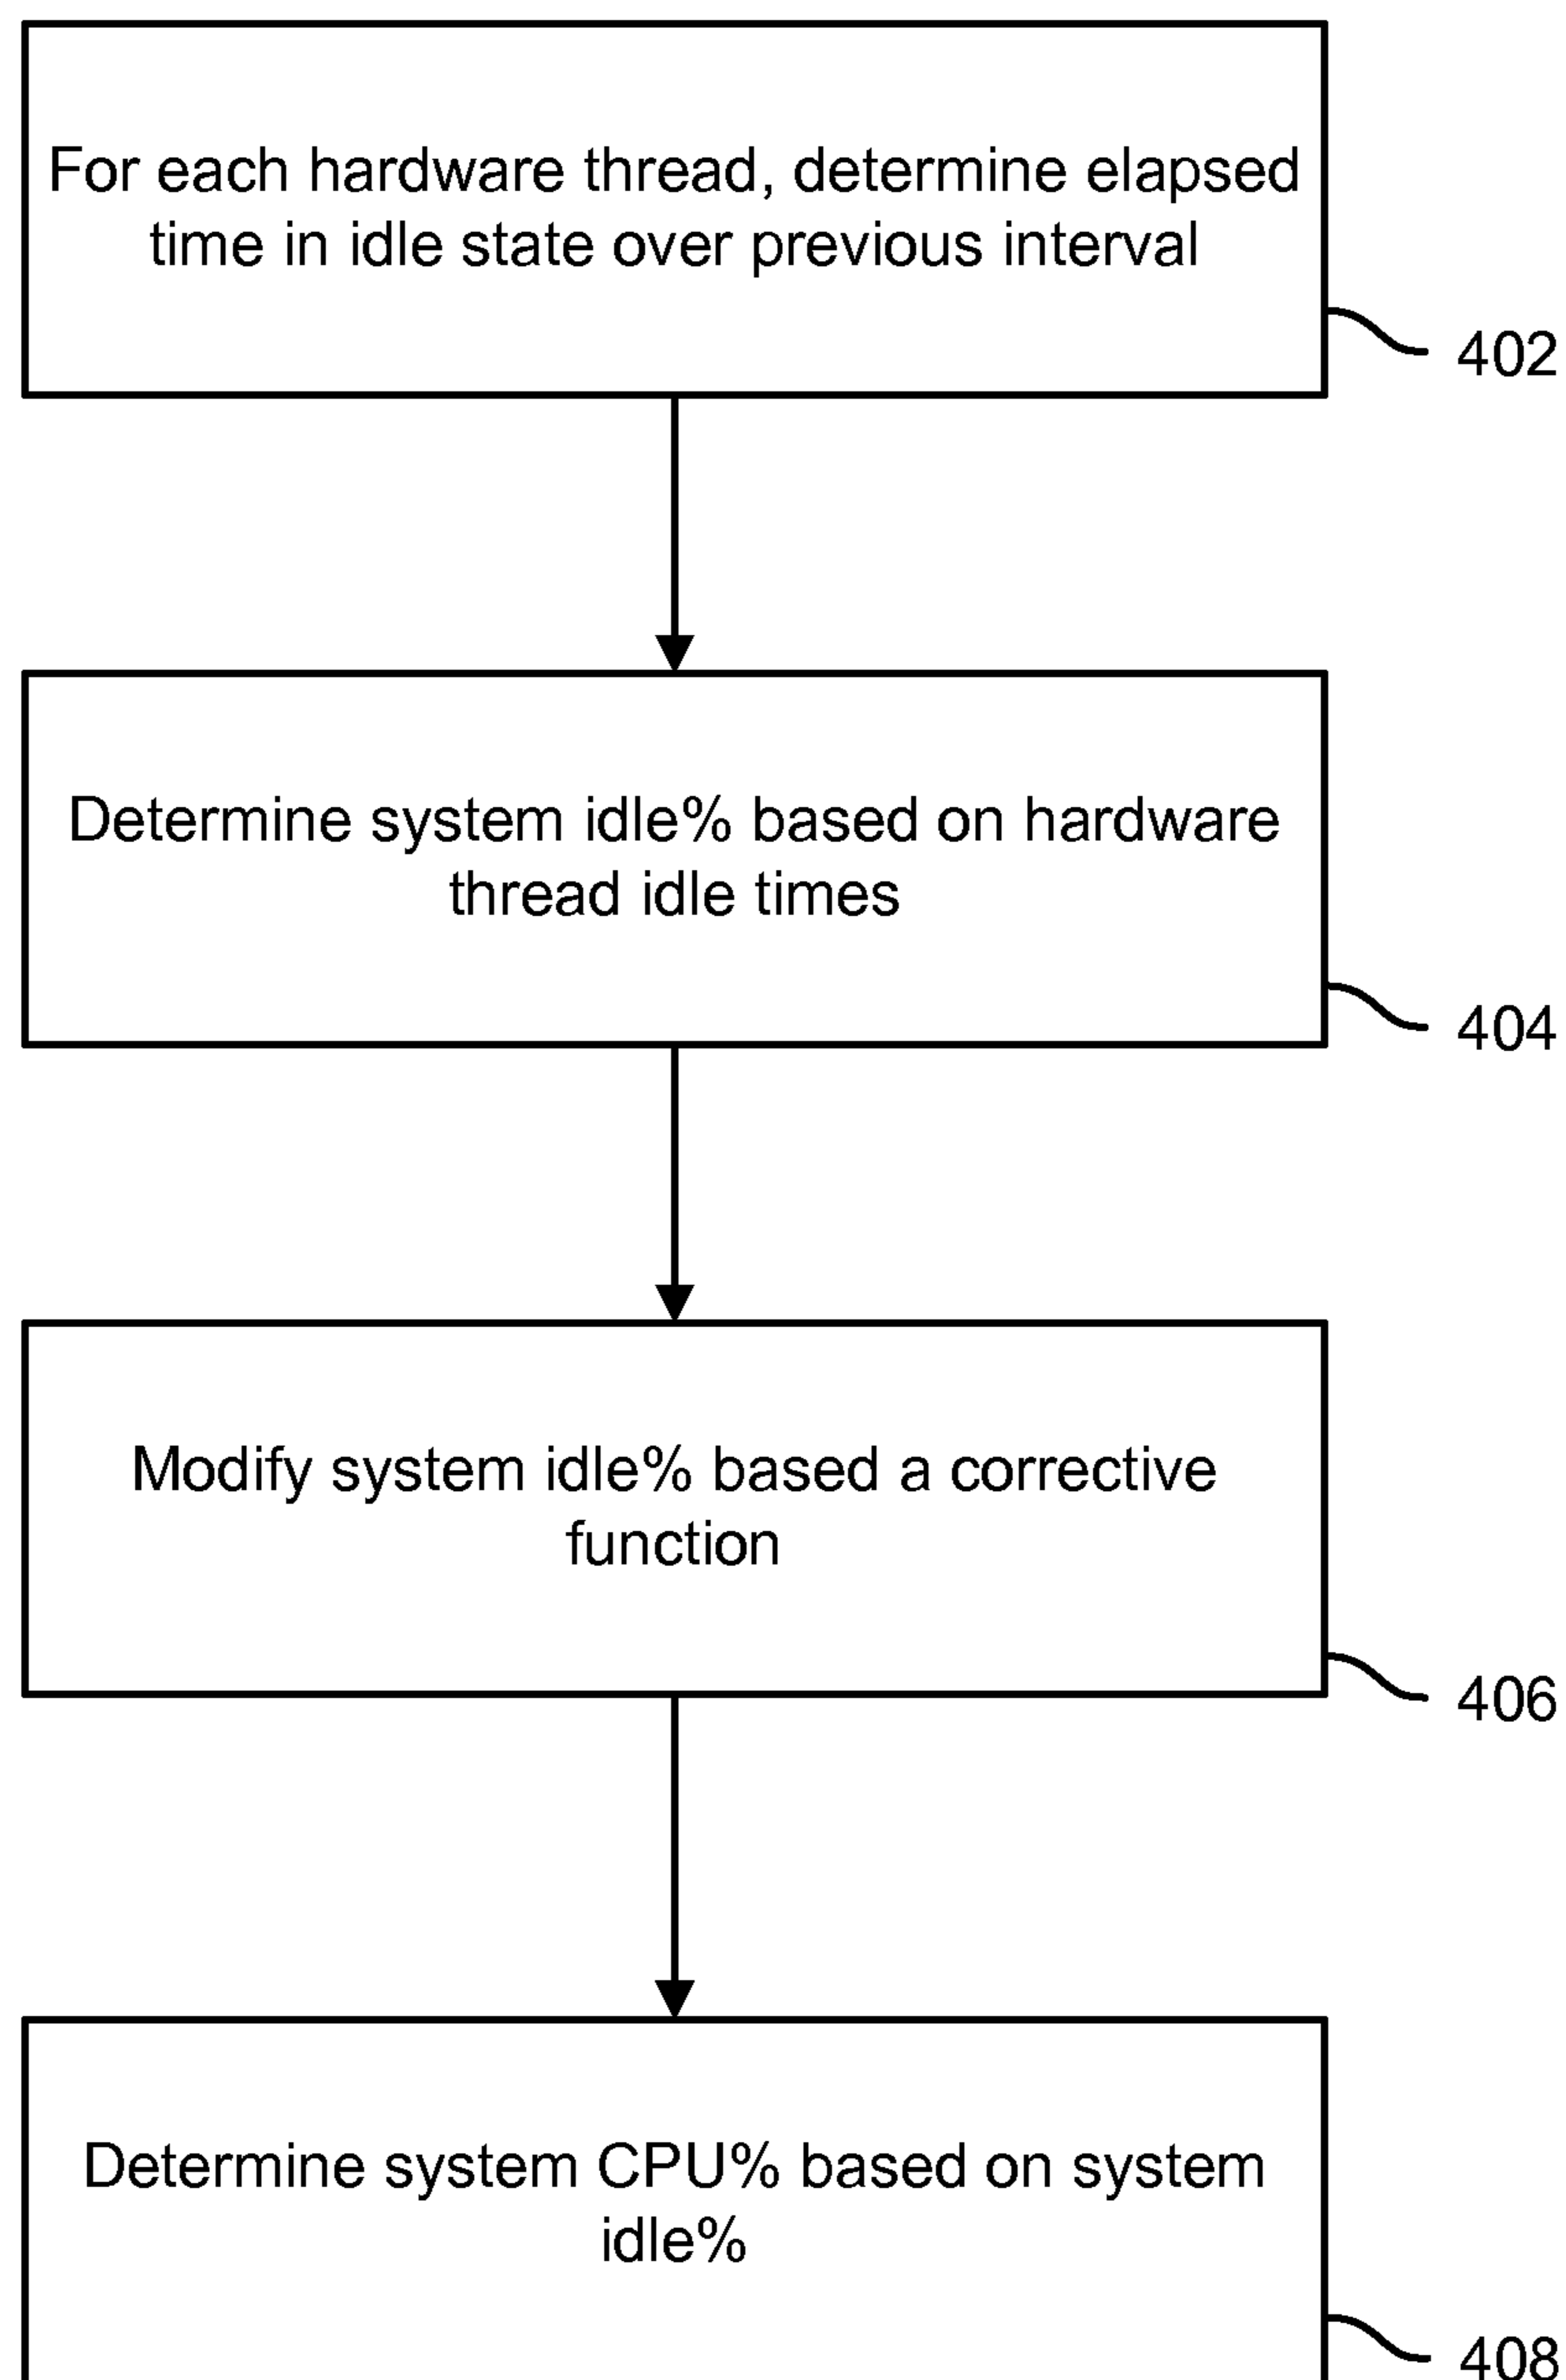 For each hardware thread, determine elapsed
time in idle state over previous interval
402
Determine system idle% based on hardware
thread idle times
404
Modify system idle% based a corrective
function
406
Determine system CPU% based on system
idle%
408